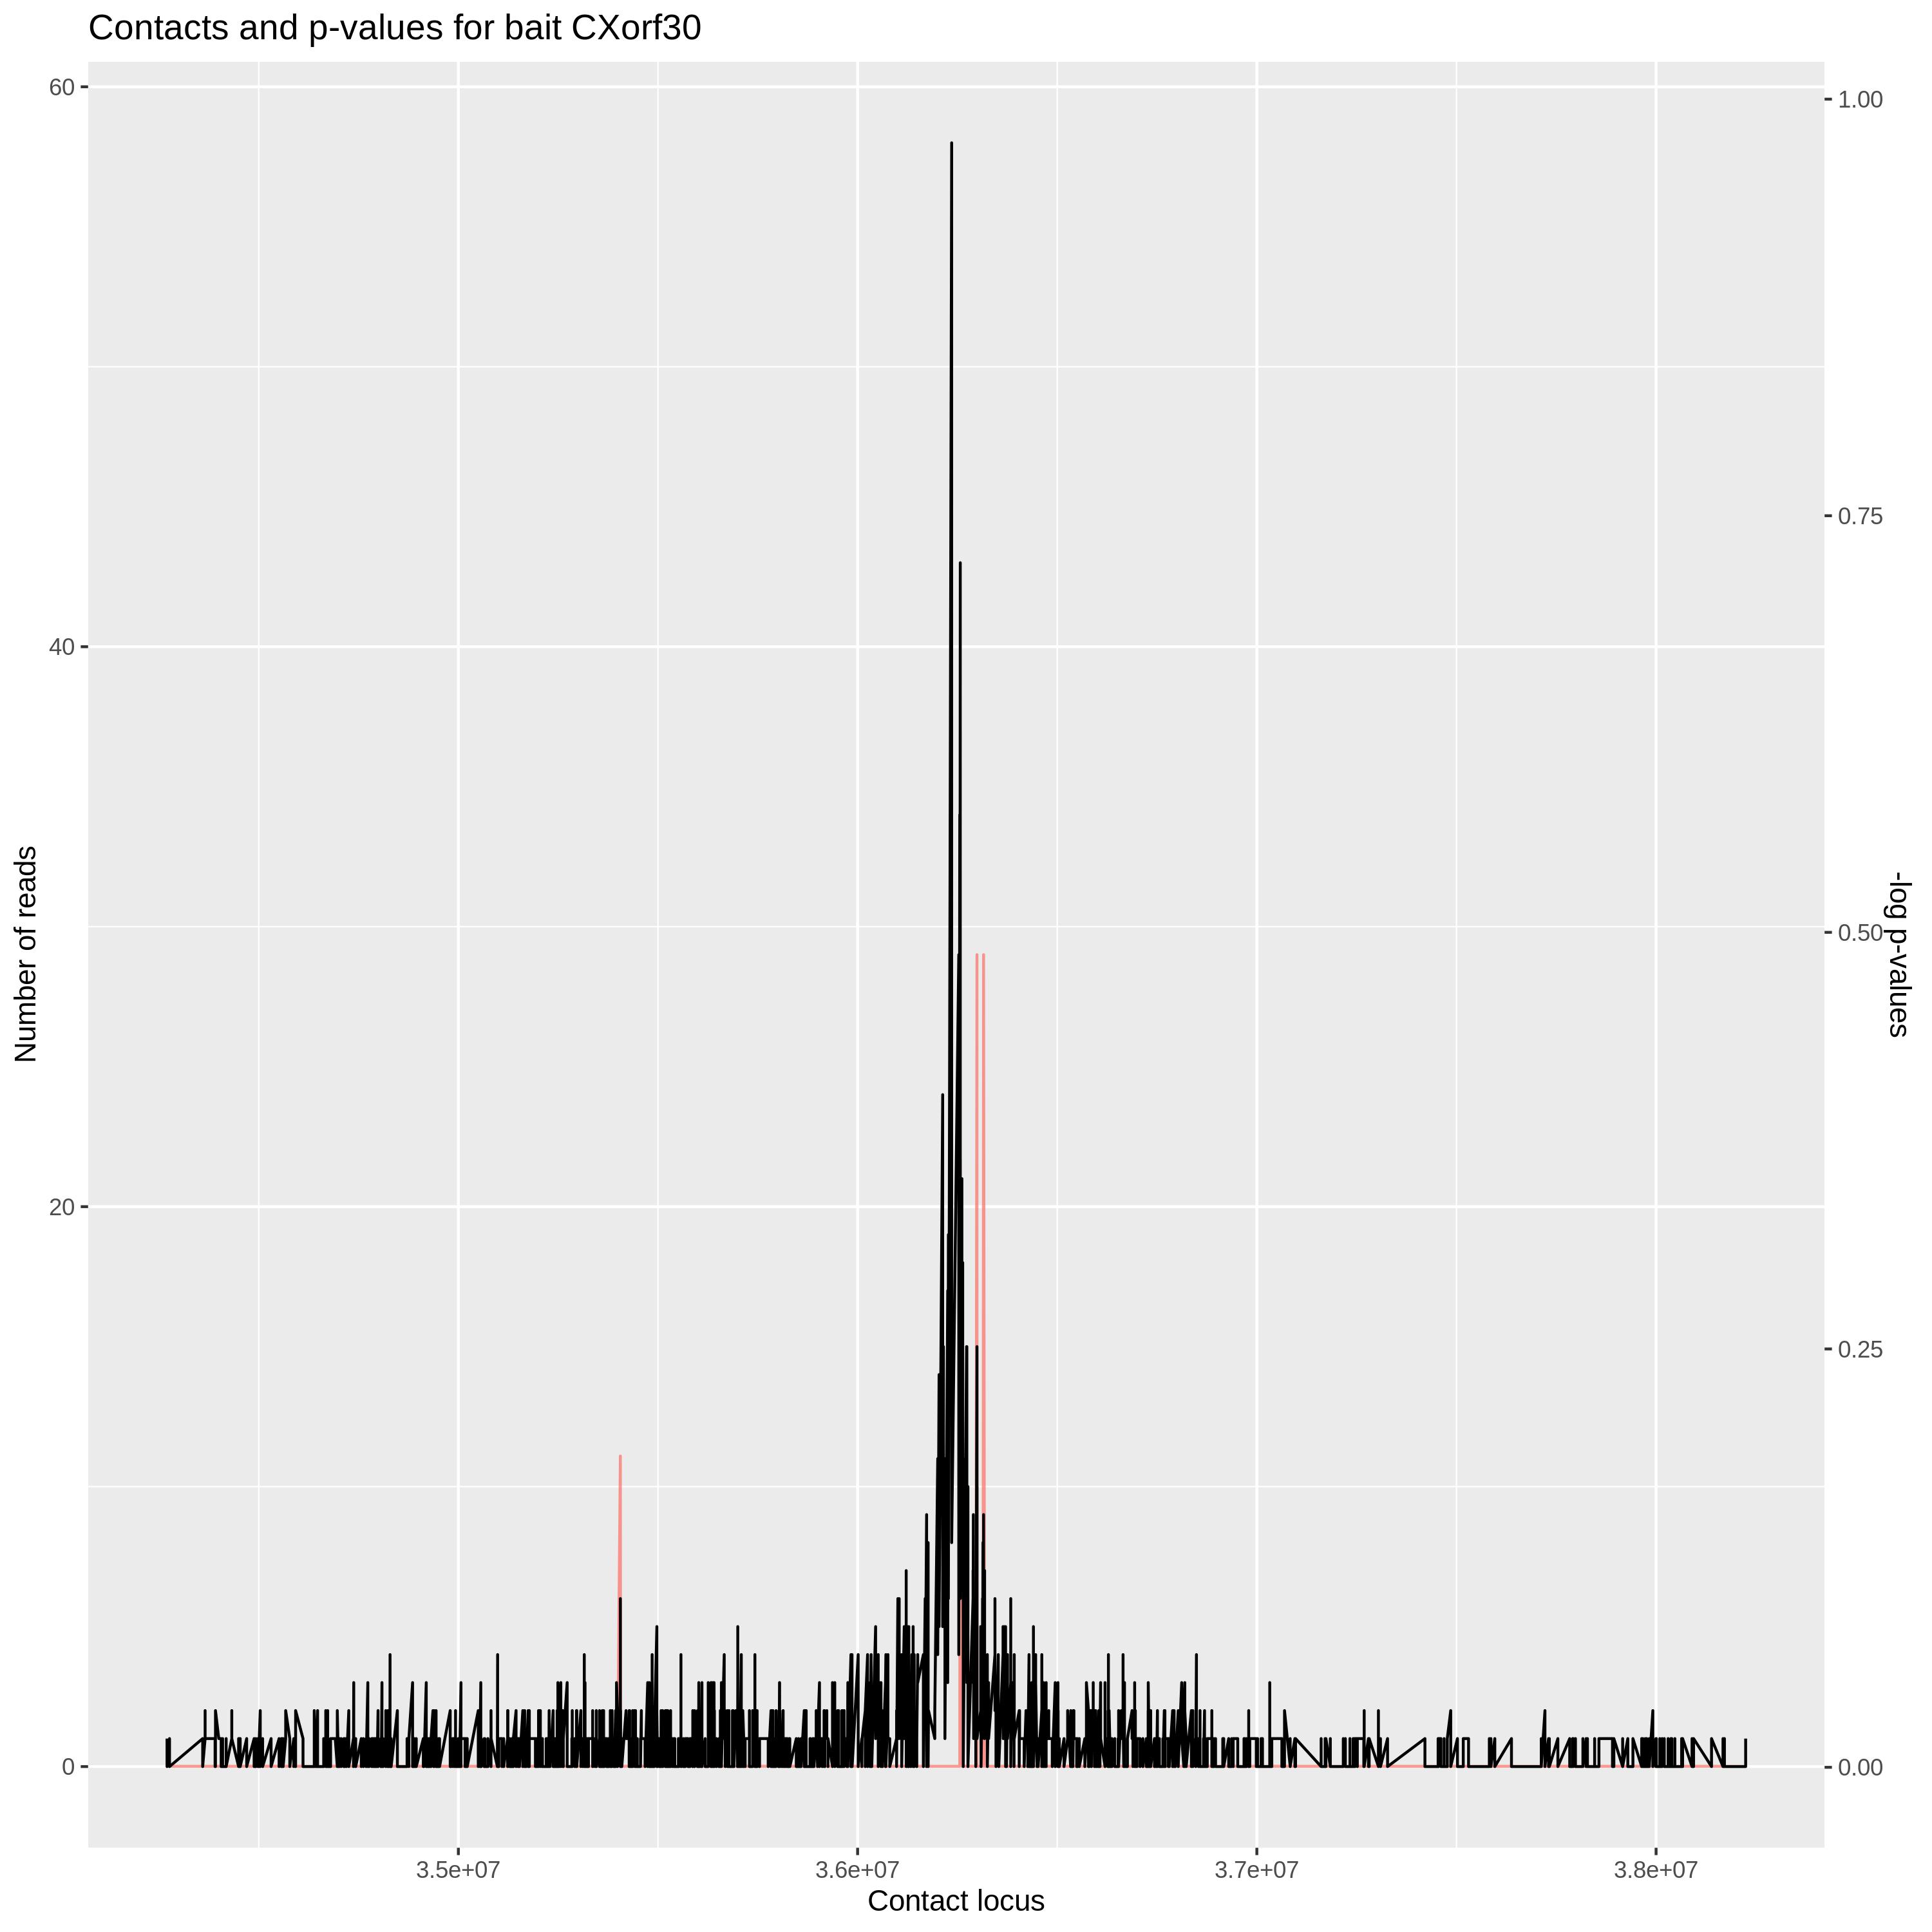 Contacts and p-values for bait CXorf30
60
40
20
0
Number of reads
1.00
0.75
0.50
0.25
0.00
-log p-values
3.5e+07
3.6e+07
3.7e+07
3.8e+07
Contact locus